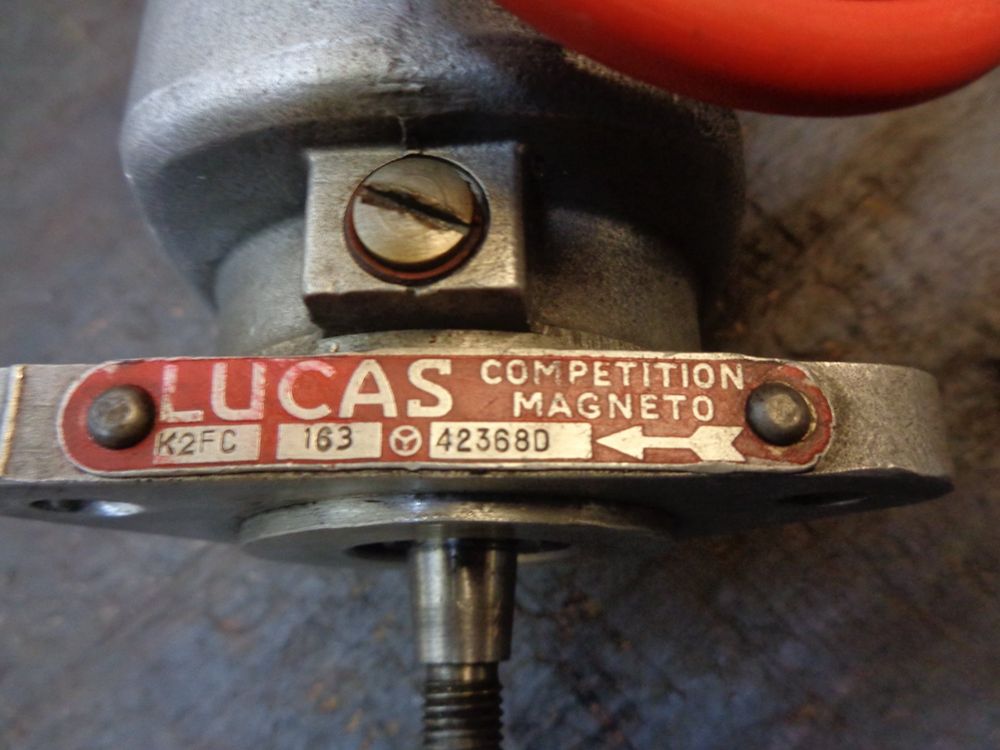 LUCAS COMPETITION
MAGNETO
K2FC 163 42368D